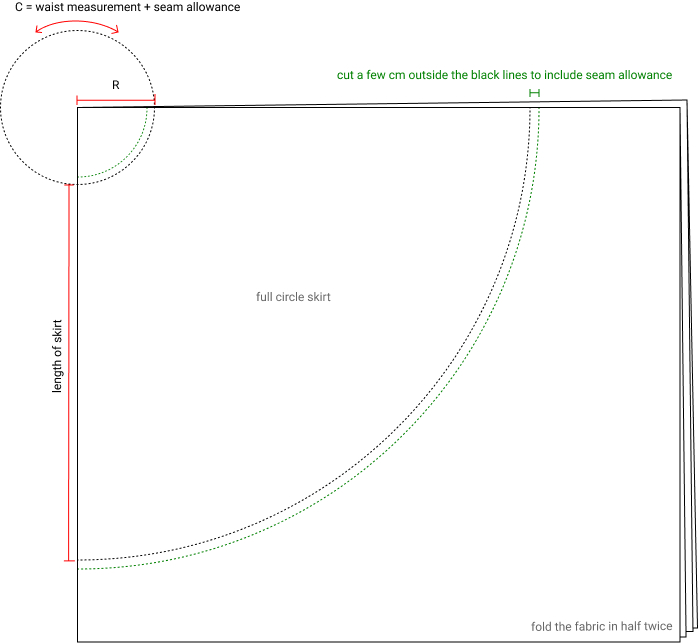 C = waist measurement + seam allowance
cut a few cm outside the black lines to include seam allowance
R
full circle skirt
length of skirt
fold the fabric in half twice